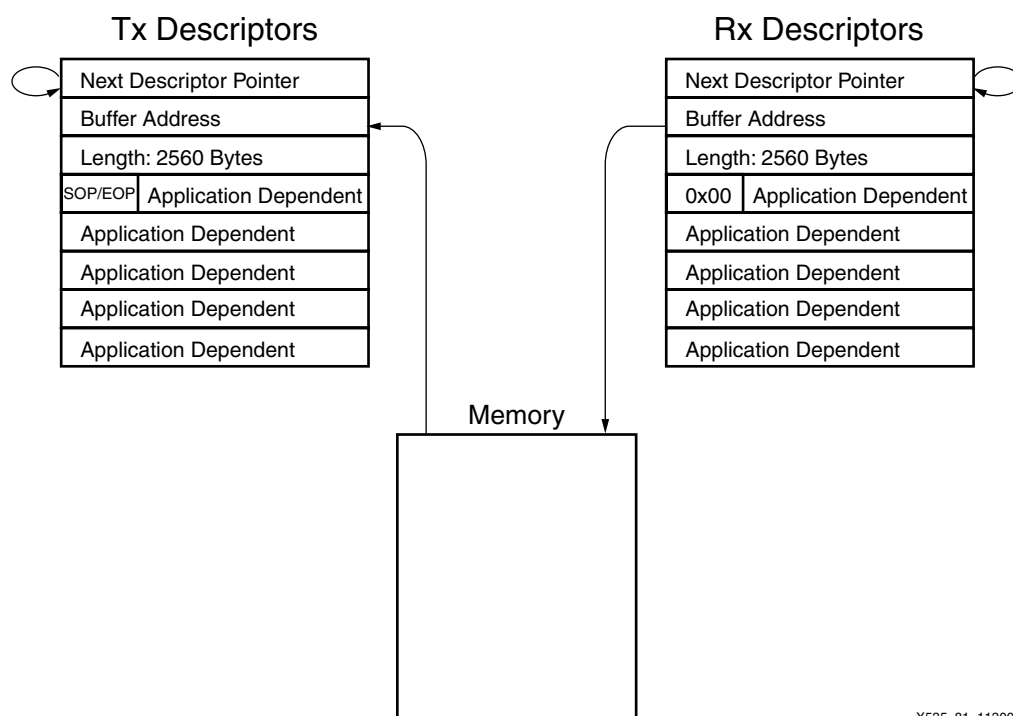 Tx Descriptors
Next Descriptor Pointer
Buffer Address
Length: 2560 Bytes
SOP/EOP Application Dependent
Application Dependent
Application Dependent
Application Dependent
Application Dependent
Rx Descriptors
Next Descriptor Pointer
Buffer Address
Length: 2560 Bytes
0x00 Application Dependent
Application Dependent
Application Dependent
Application Dependent
Application Dependent
Memory